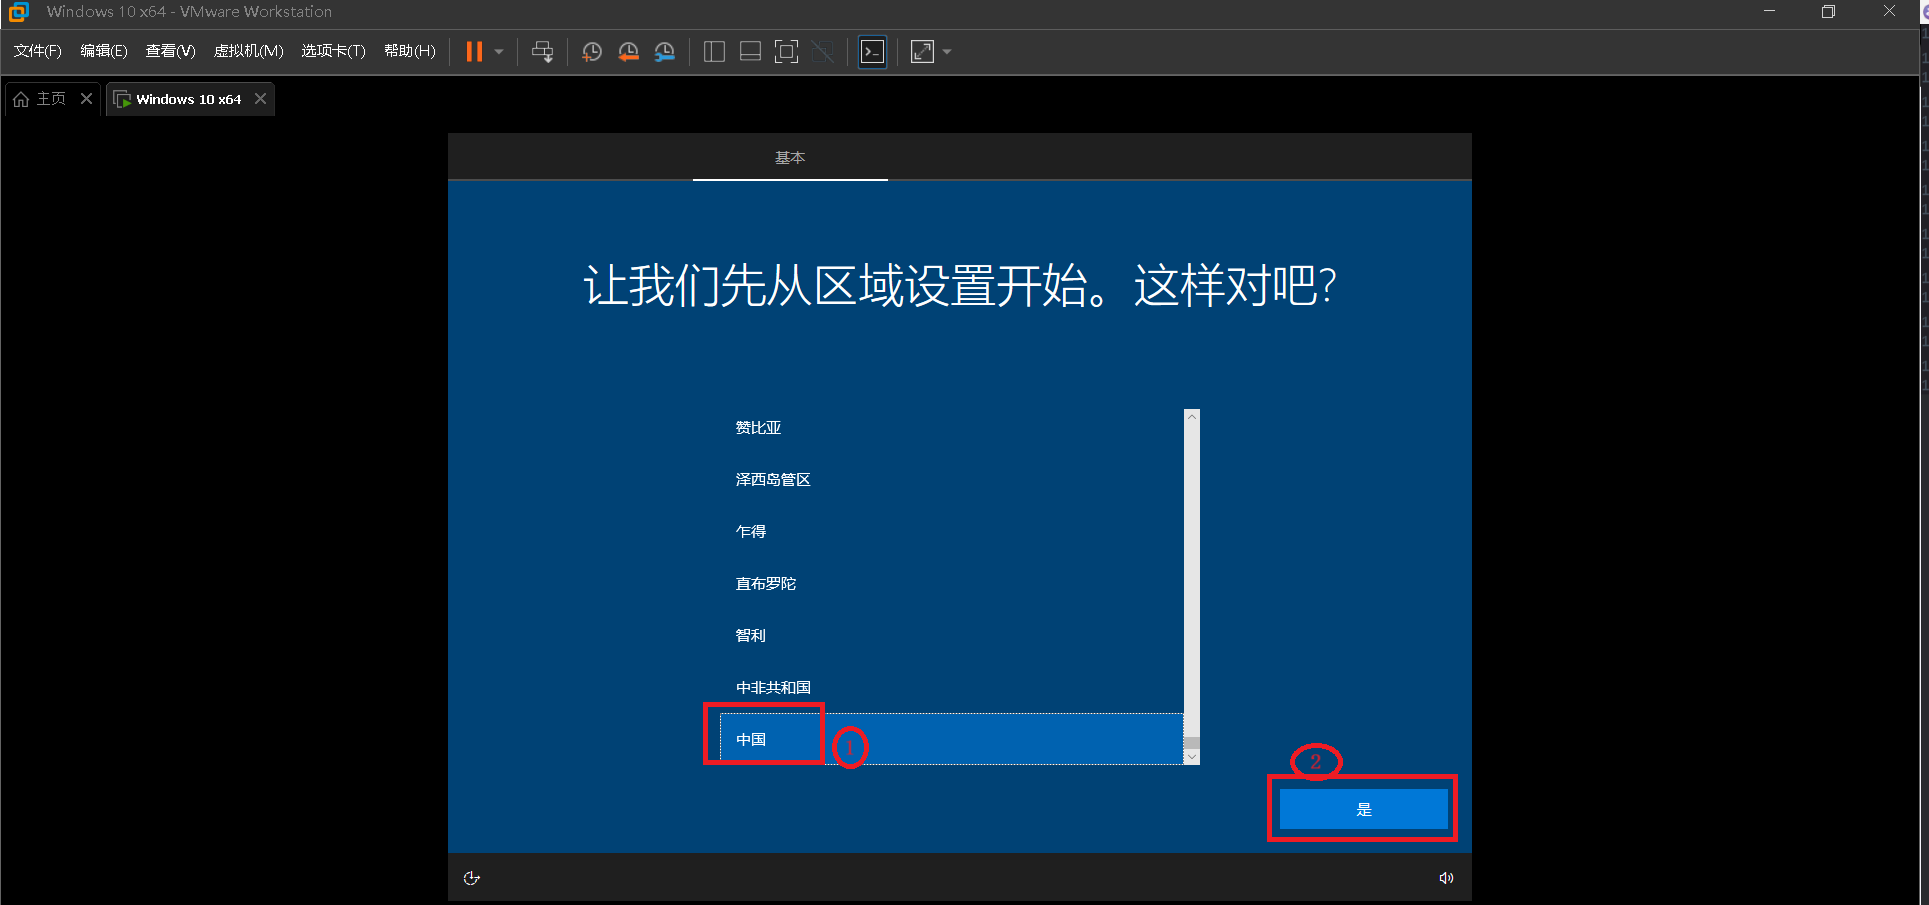 Windows 10 x64 - VMware Workstation
文件(F) 编辑(E) 查看(V) 虚拟机(M) 选项卡(T) 帮助(H)
主页 Windows 10 x64
基本
让我们先从区域设置开始。这样对吧?
赞比亚
泽西岛管区
乍得
直布罗陀
智利
中非共和国
中国
1
2
是